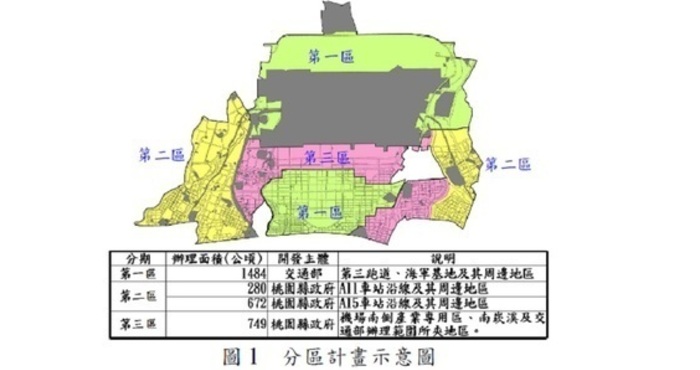 第一區
第二區
第三區
第二區
第一區
分期 辦理面積(公頃) 開發主體 說明
第一區 1484 交通部 第三跑道、海軍基地及其周邊地區
第二區 280 桃園縣政府 A11車站沿線及其周邊地區
672 桃園縣政府 A15車站沿線及其周邊地區
第三區 749 桃園縣政府 機場南側產業專用區、南崁溪及交
通部辦理範圍所夾地區。
圖1 分區計畫示意圖